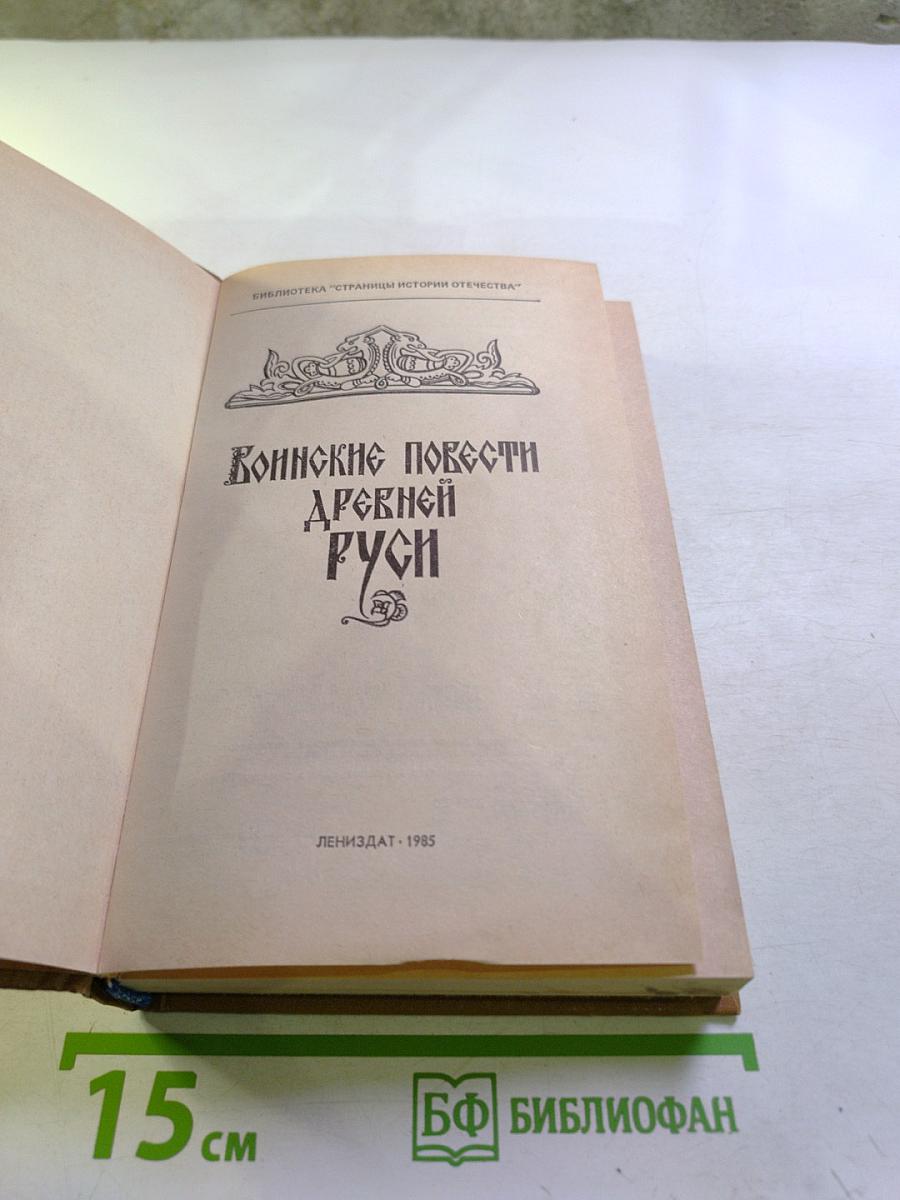 БИБЛИОТЕКА "СТРАНИЦЫ ИСТОРИИ ОТЕЧЕСТВА"
ВОИНСКИЕ ПОВЕСТИ
ДРЕВНЕЙ
РУСИ
ЛЕНИЗДАТ · 1985
15 см
БФ БИБЛИОФАН